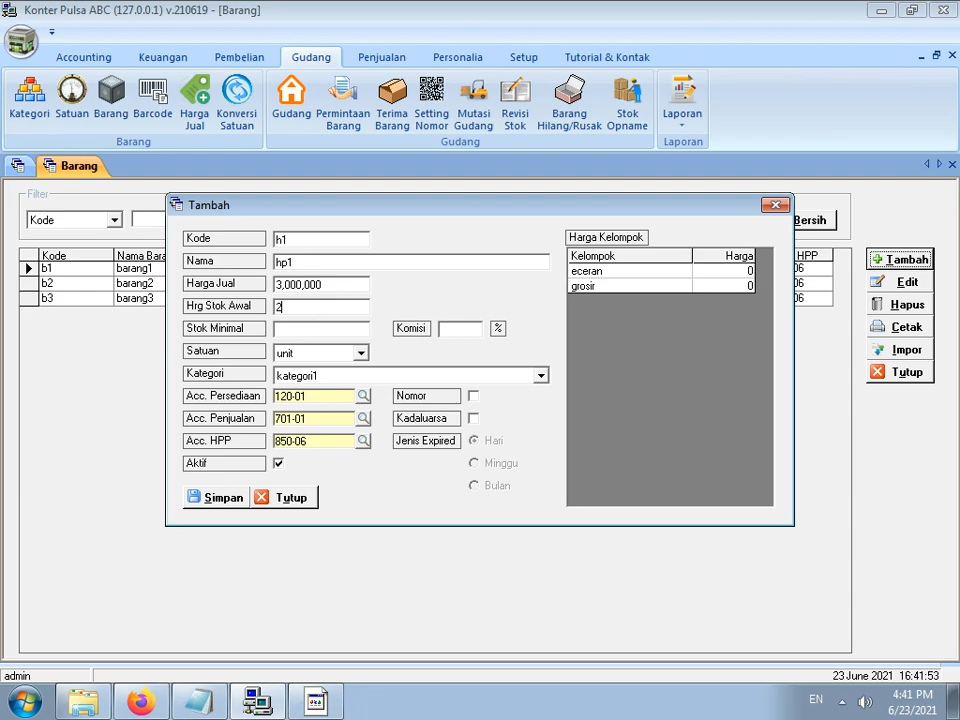 Konter Pulsa ABC (127.0.0.1) v.210619 - [Barang]
Accounting Keuangan Pembelian Gudang Penjualan Personalia Setup Tutorial & Kontak
Kategori Satuan Barang Barcode Harga Jual Konversi Satuan Gudang Permintaan Barang Terima Barang Setting Nomor Mutasi Gudang Revisi Stok Barang Hilang/Rusak Stok Opname Laporan
Barang Gudang Laporan
Barang
Filter
Kode Bersih
Kode Nama Bara HPP
b1 barang1 06
b2 barang2 06
b3 barang3 06
Tambah
Edit
Hapus
Cetak
Impor
Tutup
Tambah
Kode h1
Nama hp1
Harga Jual 3,000,000
Hrg Stok Awal 2
Stok Minimal Komisi %
Satuan unit
Kategori kategori1
Acc. Persediaan 120-01 Nomor
Acc. Penjualan 701-01 Kadaluarsa
Acc. HPP 850-06 Jenis Expired Hari
Aktif Minggu
Bulan
Simpan Tutup
Harga Kelompok
Kelompok Harga
eceran 0
grosir 0
admin 23 June 2021 16:41:53
EN 4:41 PM
6/23/2021